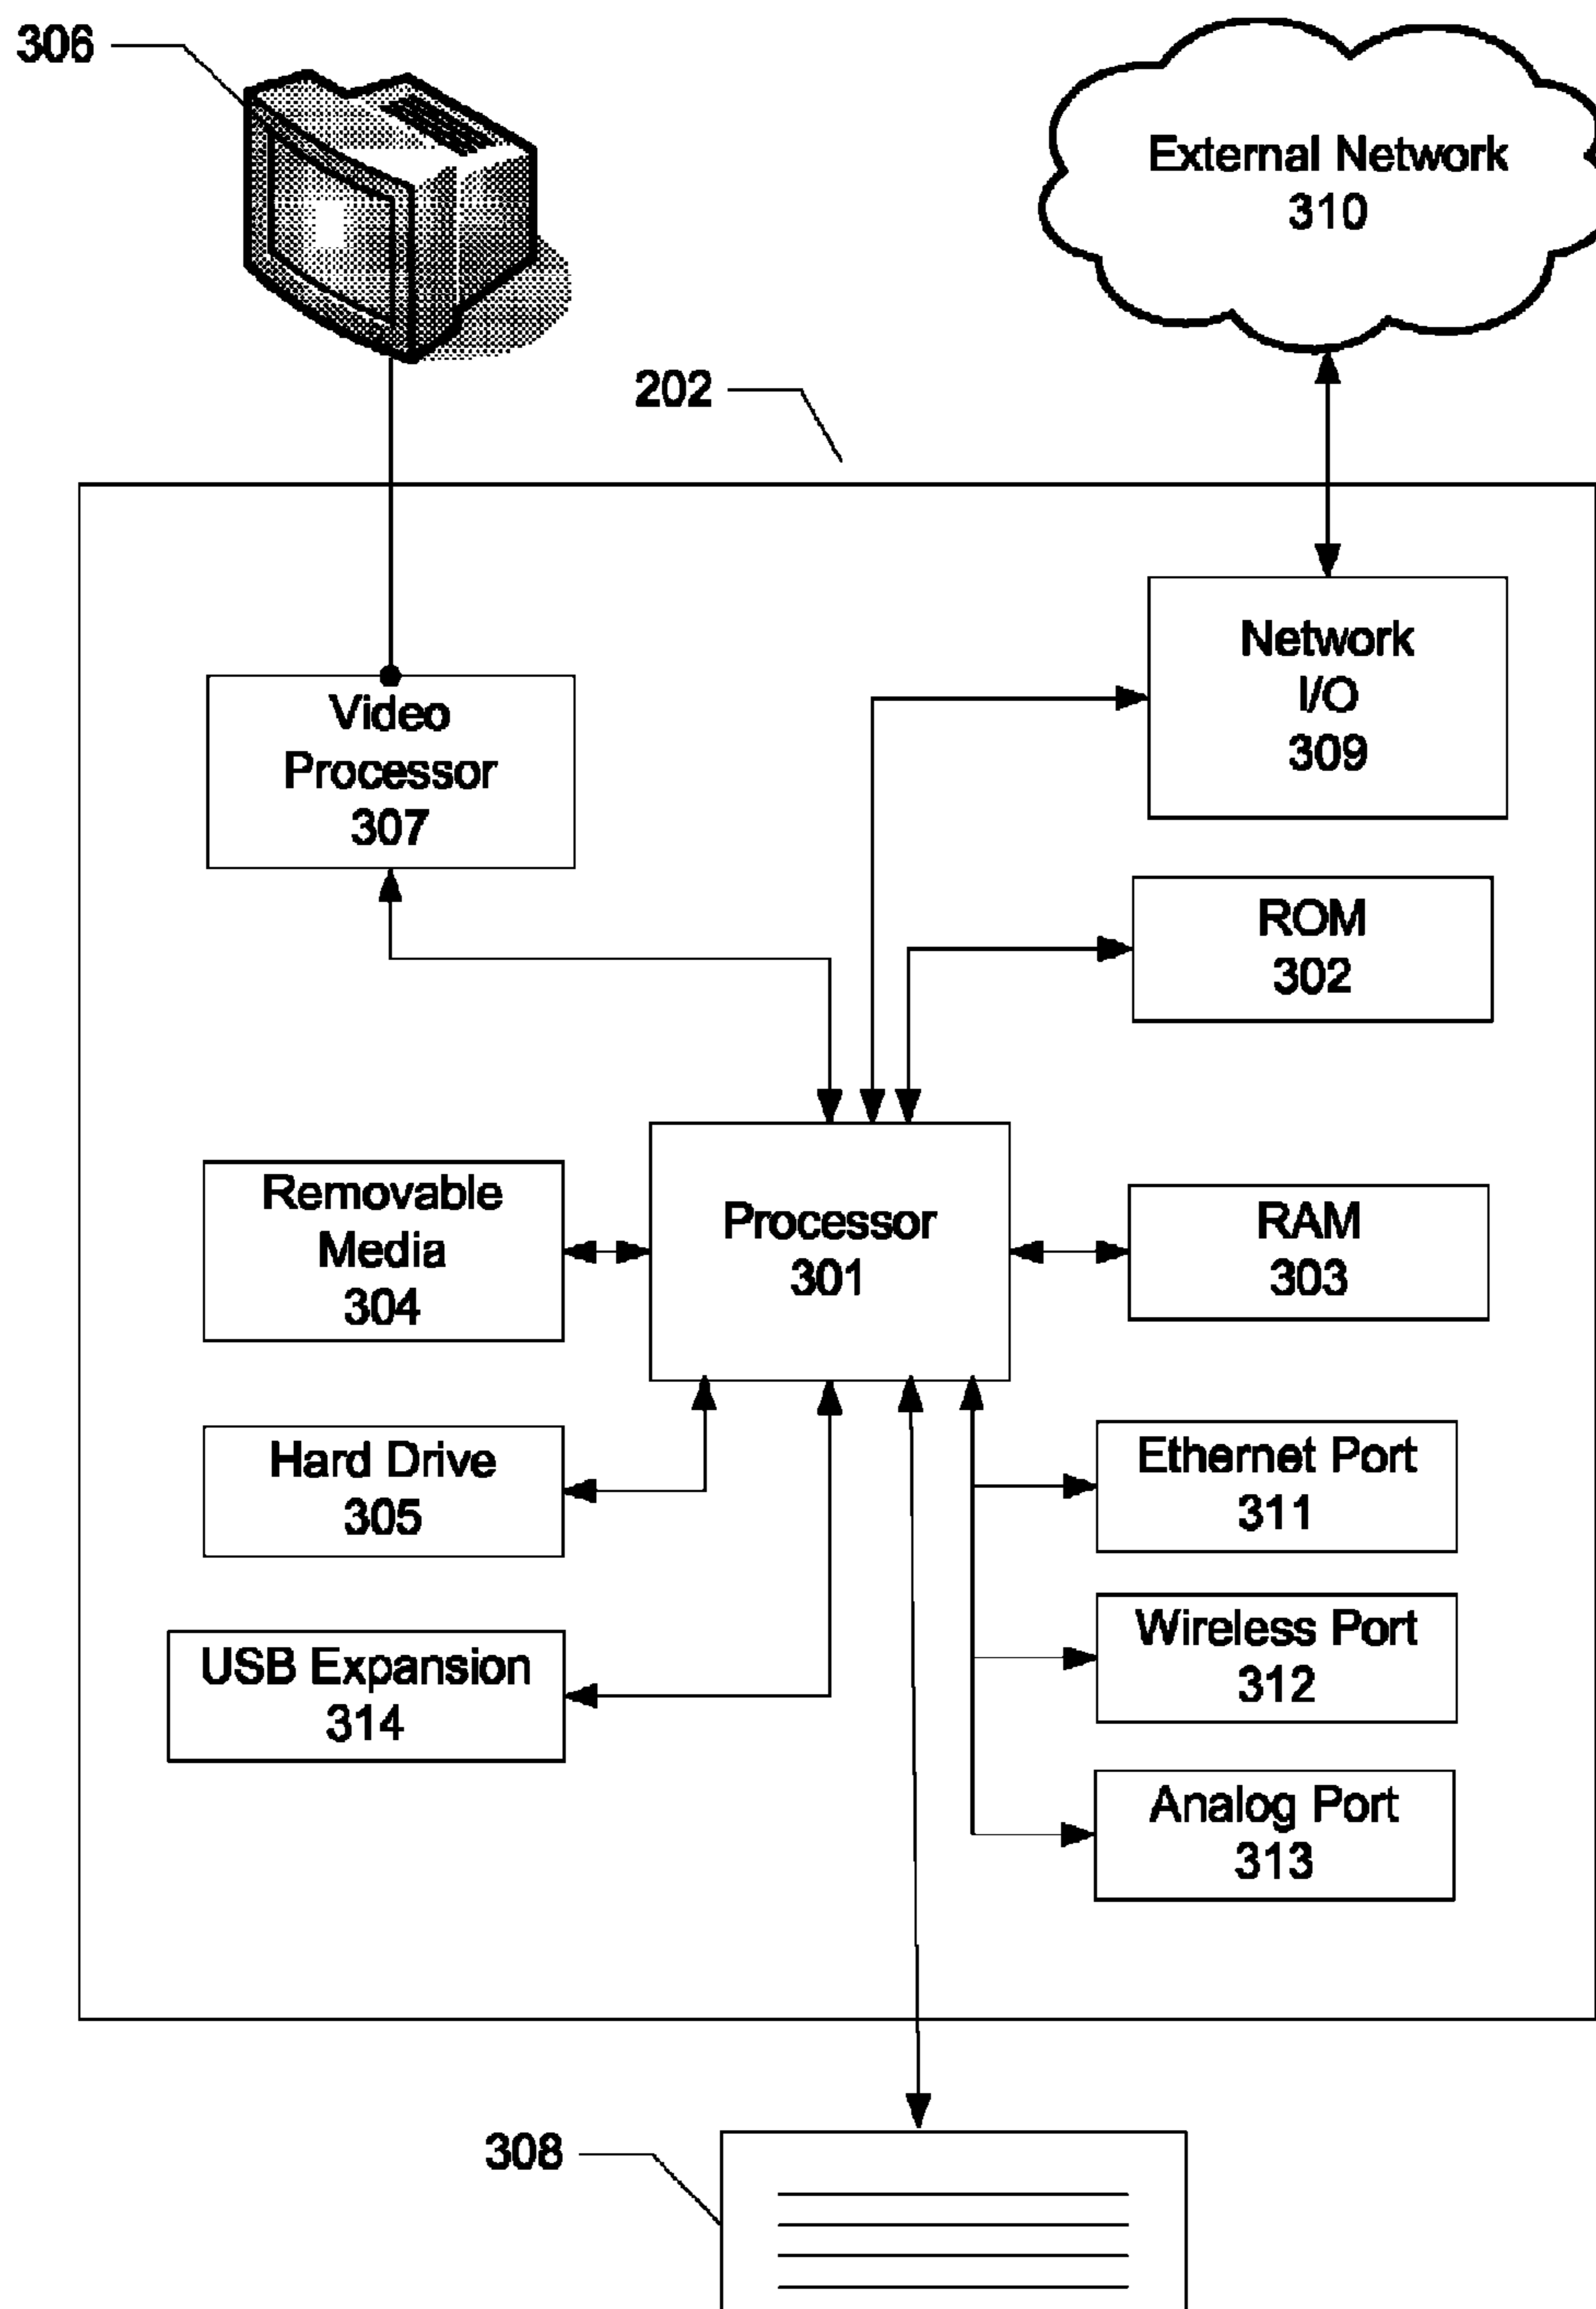 306
External Network
310
202
Network
I/O
309
Video
Processor
307
ROM
302
Removable
Media
304
Processor
301
RAM
303
Hard Drive
305
Ethernet Port
311
USB Expansion
314
Wireless Port
312
Analog Port
313
308